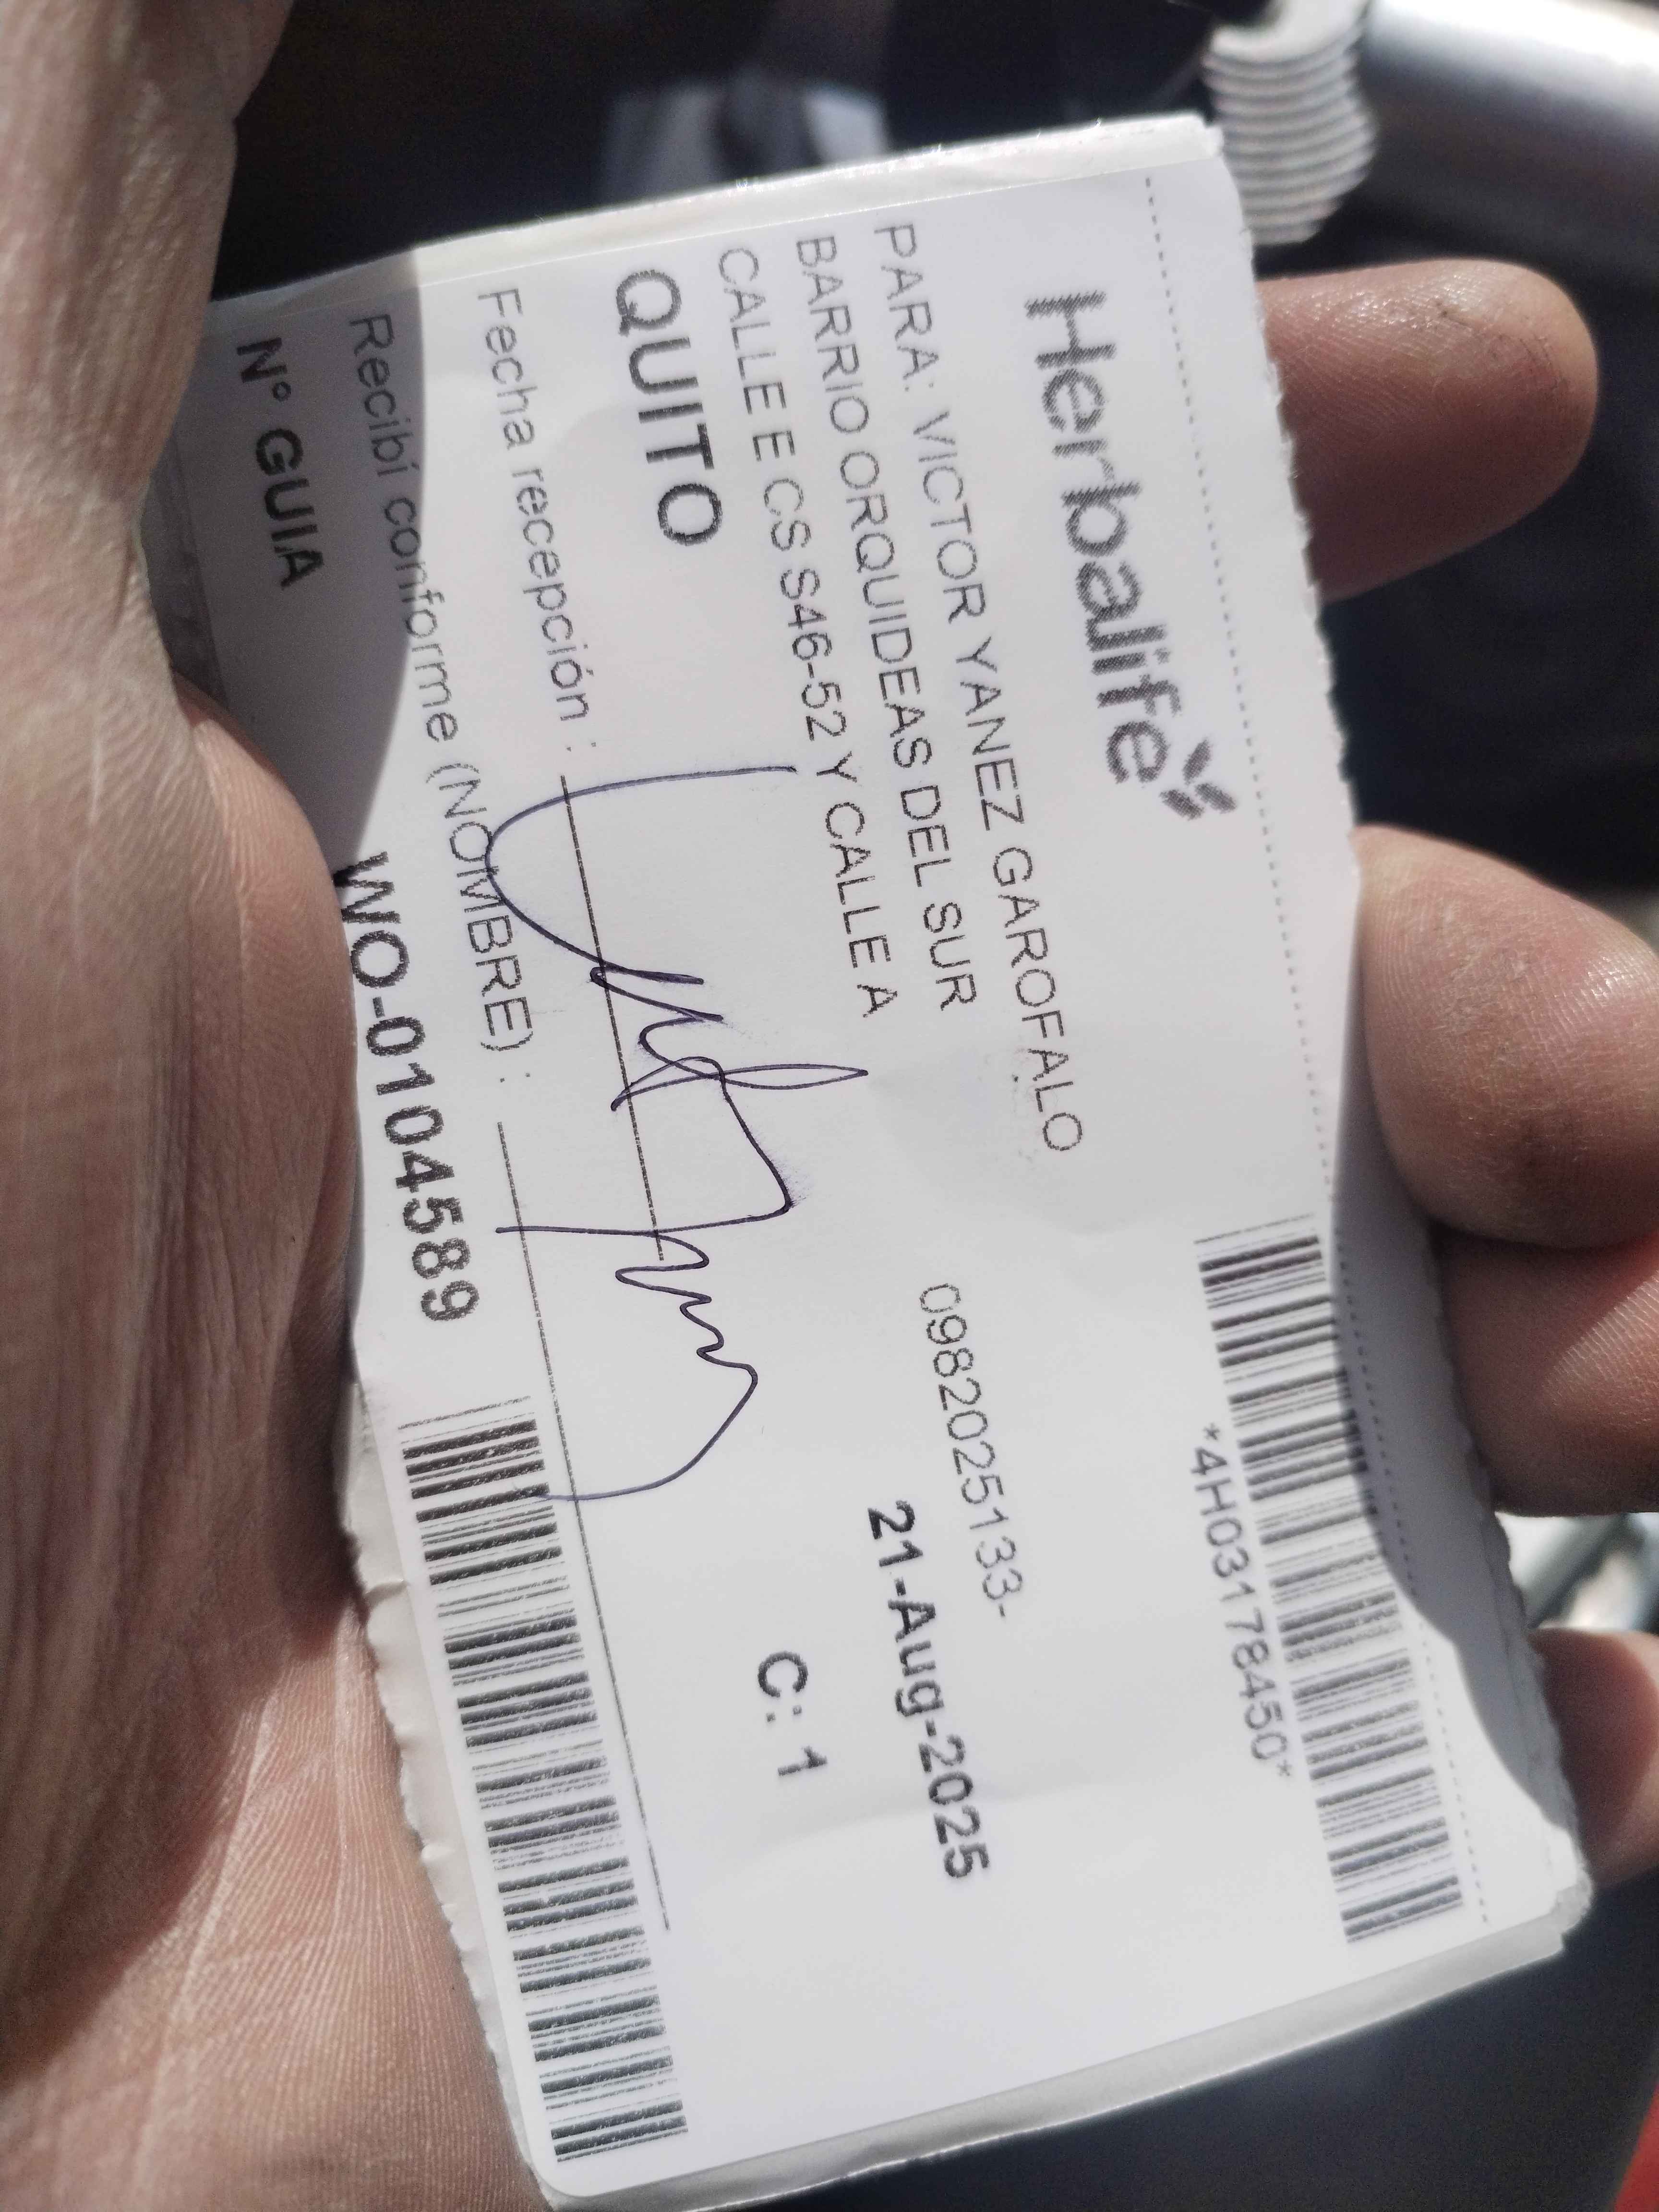 Herbalife
*4H03178450*
PARA: VICTOR YANEZ GAROFALO
0982025133-
BARRIO ORQUIDEAS DEL SUR
CALLE E CS S46-52 Y CALLE A
21-Aug-2025
QUITO
C: 1
Fecha recepción :
Recibí conforme (NOMBRE) :
N° GUIA
WO-0104589